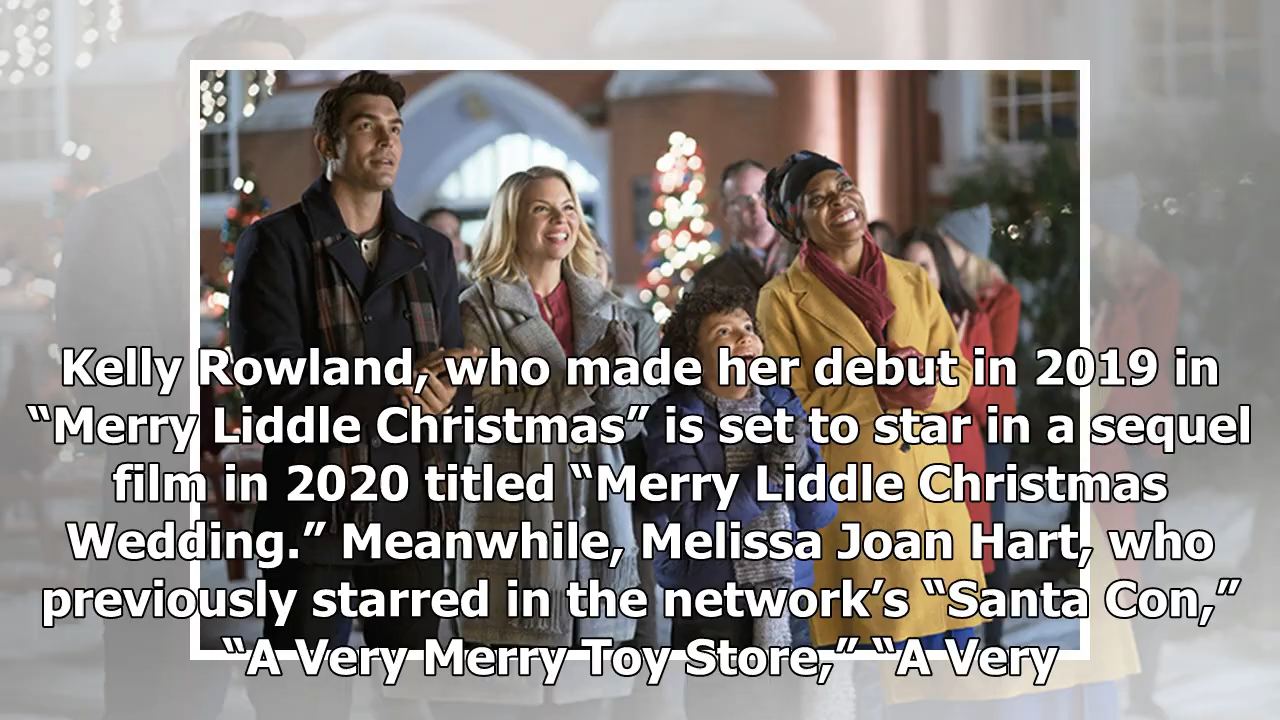 Kelly Rowland, who made her debut in 2019 in
“Merry Liddle Christmas” is set to star in a sequel
film in 2020 titled “Merry Liddle Christmas
Wedding.” Meanwhile, Melissa Joan Hart, who
previously starred in the network’s “Santa Con,”
“A Very Merry Toy Store,” “A Very